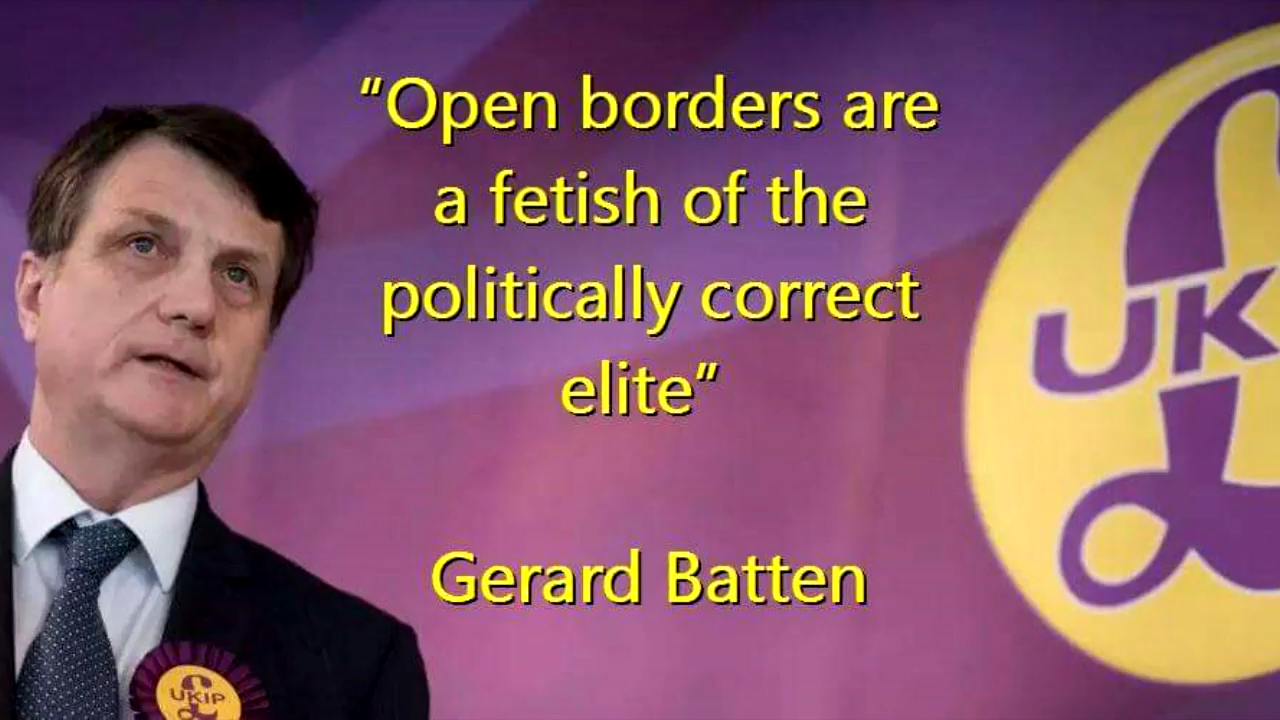 “Open borders are
a fetish of the
politically correct
elite”
Gerard Batten
UK
UKIP